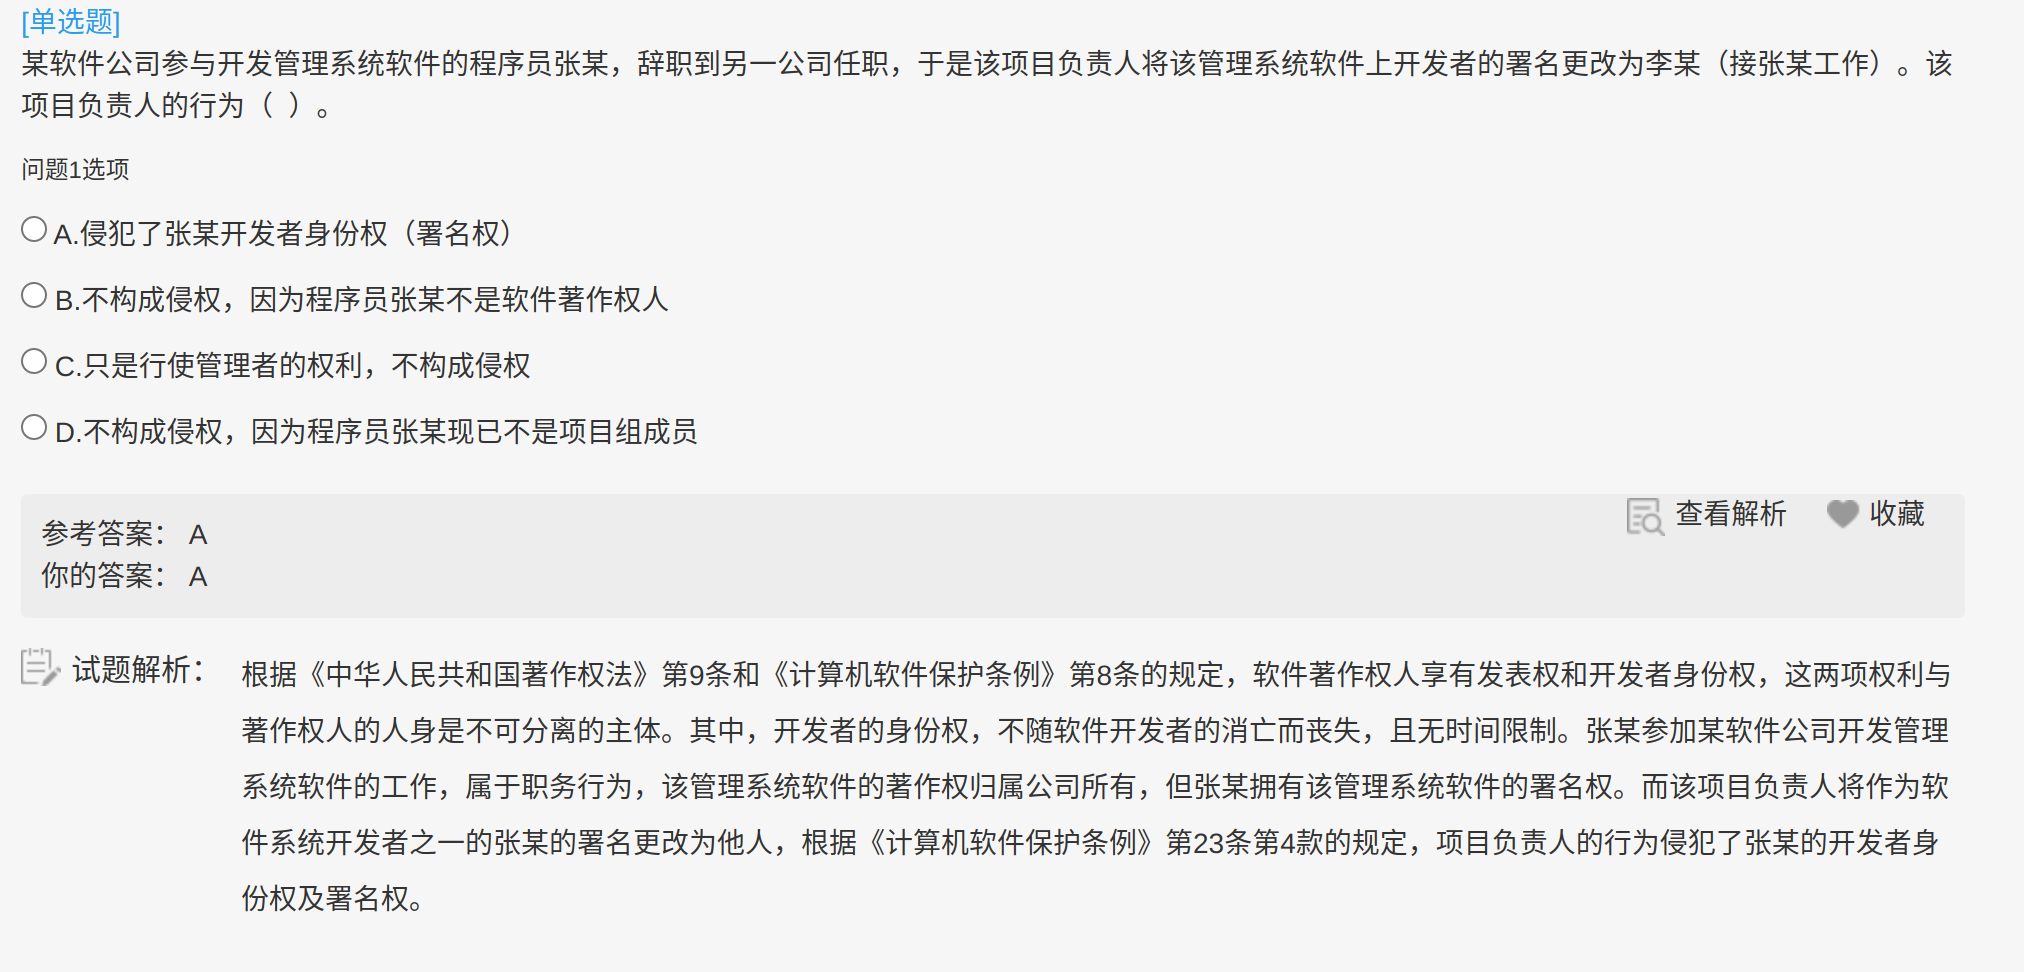 [单选题]
某软件公司参与开发管理系统软件的程序员张某，辞职到另一公司任职，于是该项目负责人将该管理系统软件上开发者的署名更改为李某（接张某工作）。该
项目负责人的行为（  ）。
问题1选项
A.侵犯了张某开发者身份权（署名权）
B.不构成侵权，因为程序员张某不是软件著作权人
C.只是行使管理者的权利，不构成侵权
D.不构成侵权，因为程序员张某现已不是项目组成员
查看解析 收藏
参考答案： A
你的答案： A
试题解析： 根据《中华人民共和国著作权法》第9条和《计算机软件保护条例》第8条的规定，软件著作权人享有发表权和开发者身份权，这两项权利与
著作权人的人身是不可分离的主体。其中，开发者的身份权，不随软件开发者的消亡而丧失，且无时间限制。张某参加某软件公司开发管理
系统软件的工作，属于职务行为，该管理系统软件的著作权归属公司所有，但张某拥有该管理系统软件的署名权。而该项目负责人将作为软
件系统开发者之一的张某的署名更改为他人，根据《计算机软件保护条例》第23条第4款的规定，项目负责人的行为侵犯了张某的开发者身
份权及署名权。